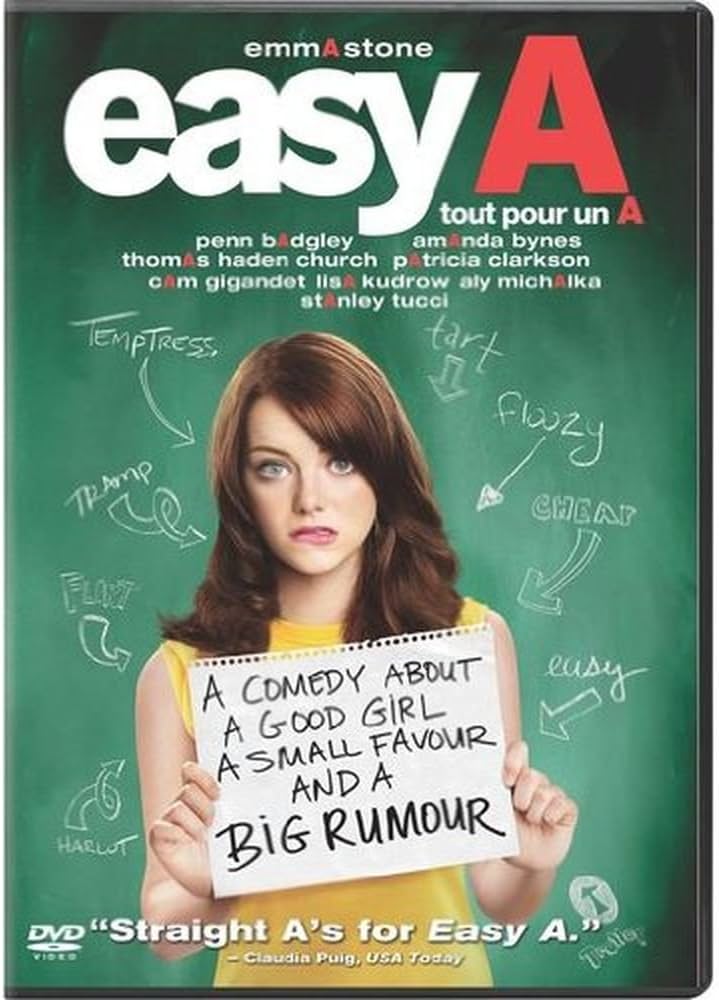 emmAstone
easy A
tout pour un A
penn bAdgley amAnda bynes
thomAs haden church pAtricia clarkson
cAm gigandet lisA kudrow aly michAlka
stAnley tucci
TEMPTRESS
tart
floozy
TRAMP
CHEAP
FLIRT
easy
A COMEDY ABOUT
A GOOD GIRL
A SMALL FAVOUR
AND A
BiG RUMOUR
HARLOT
DVD
VIDEO
“Straight A's for Easy A.”
– Claudia Puig, USA Today